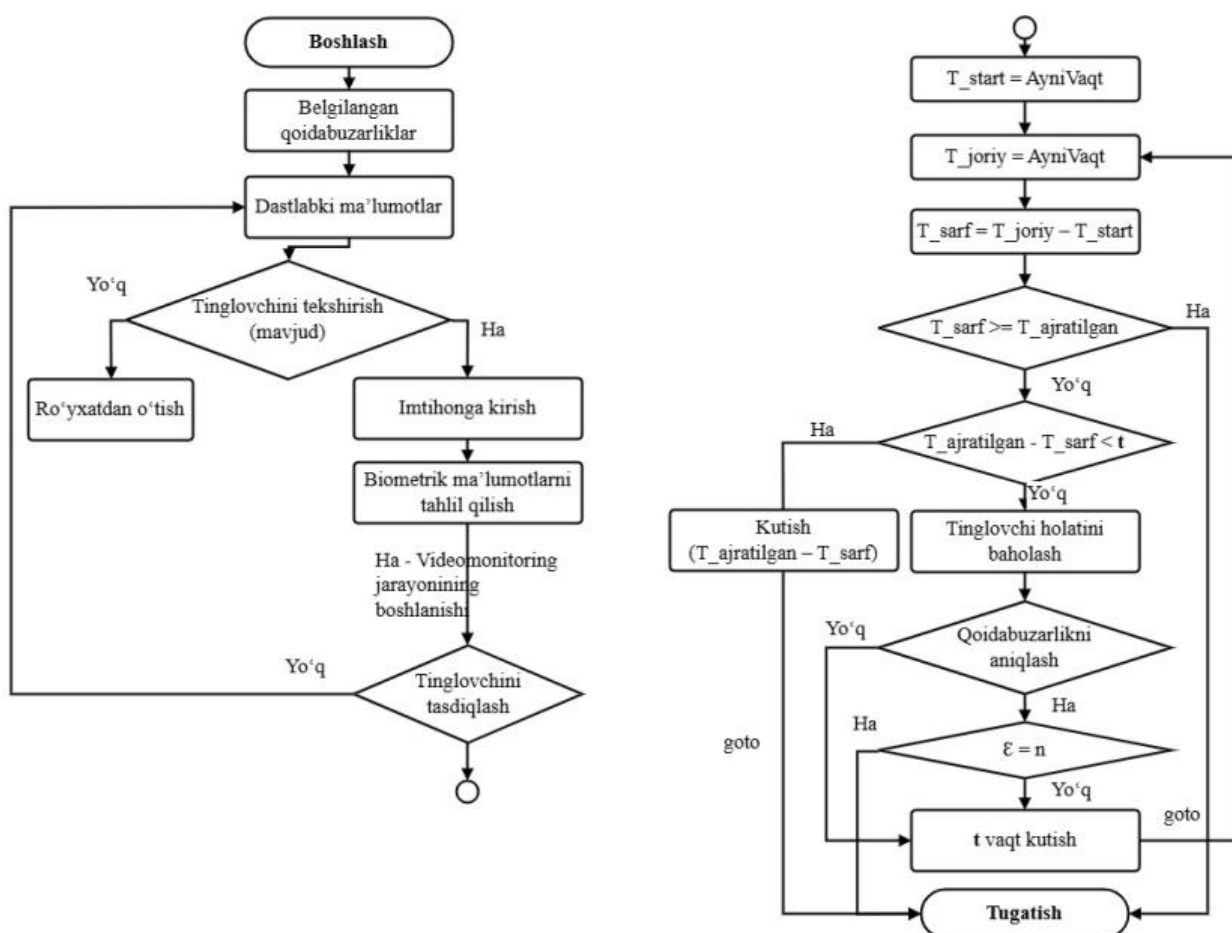 Boshlash
Belgilangan
qoidabuzarliklar
Dastlabki ma’lumotlar
Yo‘q
Tinglovchini tekshirish
(mavjud)
Ha
Ro‘yxatdan o‘tish
Imtihonga kirish
Biometrik ma’lumotlarni
tahlil qilish
Ha - Videomonitoring
jarayonining
boshlanishi
Yo‘q
Tinglovchini
tasdiqlash
T_start = AyniVaqt
T_joriy = AyniVaqt
T_sarf = T_joriy – T_start
Ha
T_sarf >= T_ajratilgan
Yo‘q
Ha
T_ajratilgan - T_sarf < t
Yo‘q
Kutish
(T_ajratilgan – T_sarf)
Tinglovchi holatini
baholash
Yo‘q
Qoidabuzarlikni
aniqlash
Ha
Ha
goto
Ɛ = n
Yo‘q
goto
t vaqt kutish
Tugatish